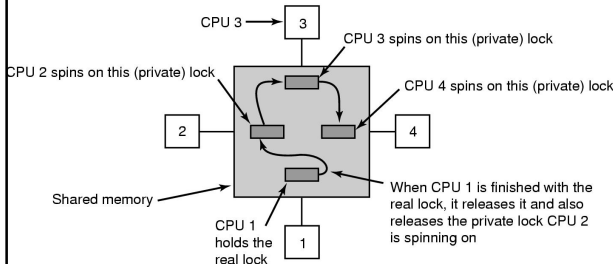 CPU 3
3
CPU 3 spins on this (private) lock
CPU 2 spins on this (private) lock
CPU 4 spins on this (private) lock
2
4
Shared memory
When CPU 1 is finished with the
real lock, it releases it and also
releases the private lock CPU 2
is spinning on
CPU 1
holds the
real lock
1